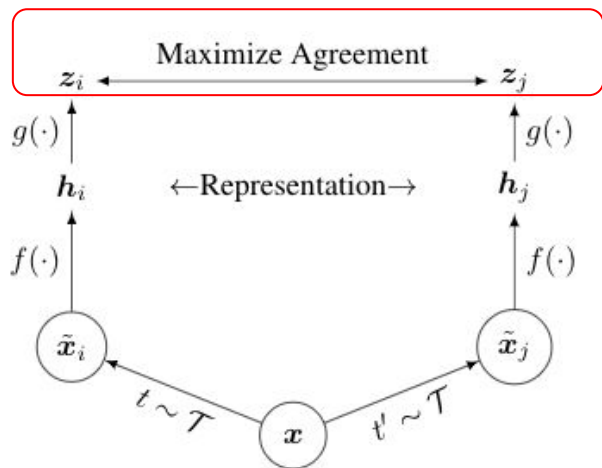 Maximize Agreement
z_i z_j
g(·) g(·)
h_i ←Representation→ h_j
f(·) f(·)
x̃_i x̃_j
t ~ 𝒯 t' ~ 𝒯
x